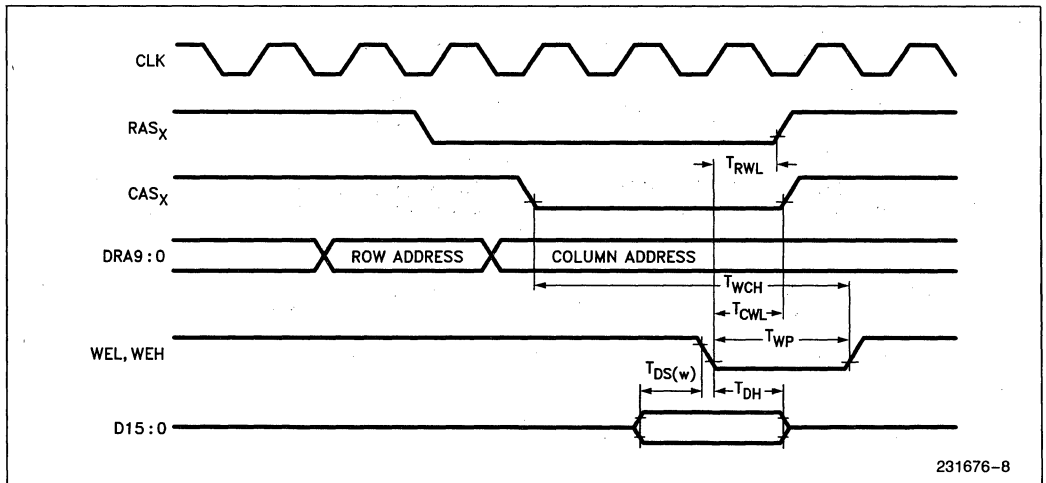 CLK
RASX
TRWL
CASX
DRA9:0
ROW ADDRESS
COLUMN ADDRESS
TWCH
TCWL
WEL, WEH
TWP
TDS(w)
TDH
D15:0
231676-8